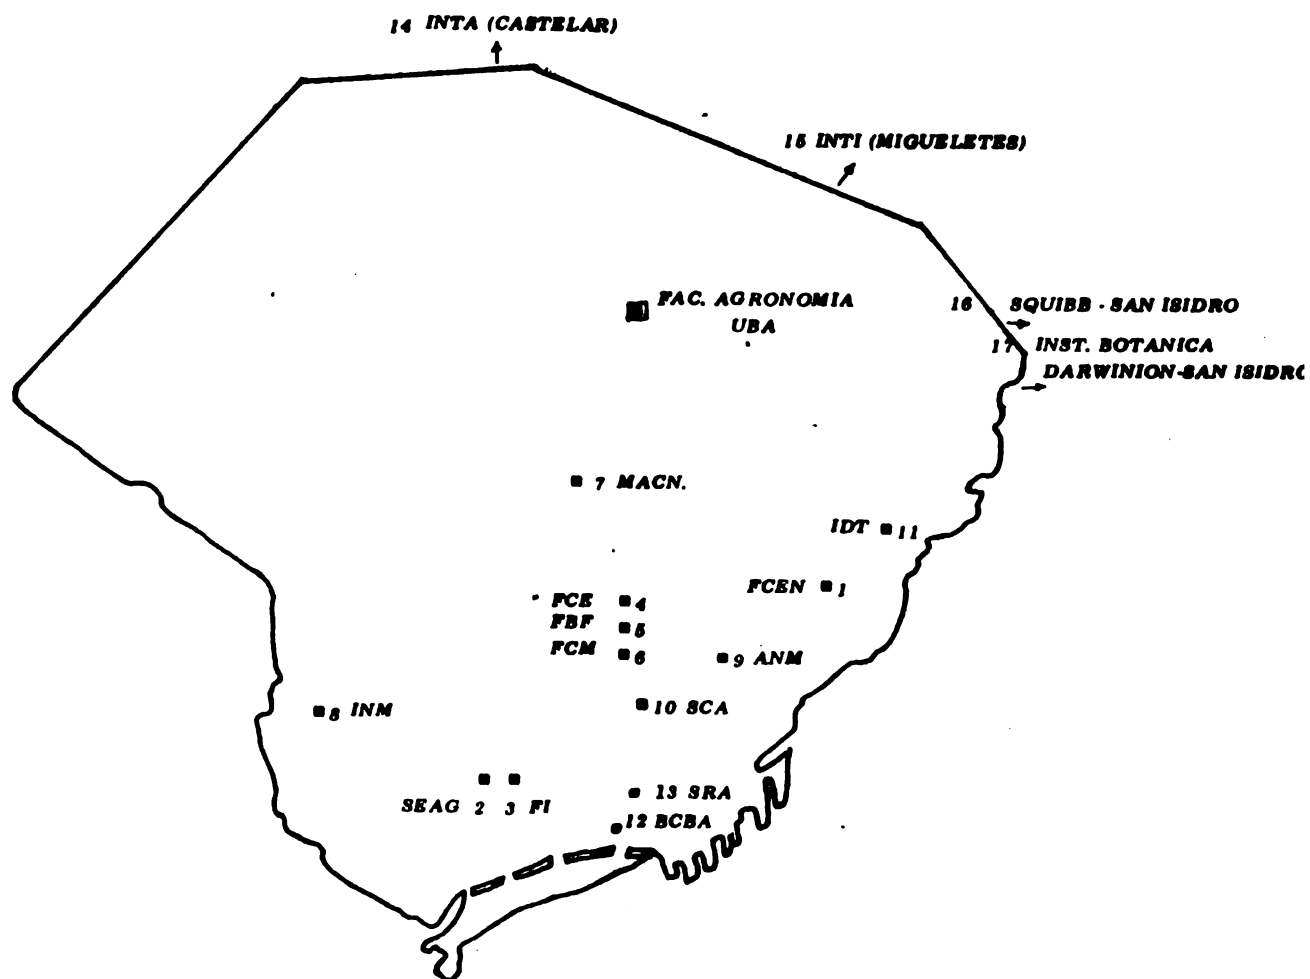 14 INTA (CASTELAR)
15 INTI (MIGUELETES)
FAC. AGRONOMIA
UBA
16 SQUIBB - SAN ISIDRO
17 INST. BOTANICA
DARWINION-SAN ISIDRO
7 MACN.
IDT 11
FCEN 1
FCE 4
FBF 5
FCM 6
9 ANM
10 SCA
8 INM
SEAG 2 3 FI
13 SRA
12 BCBA